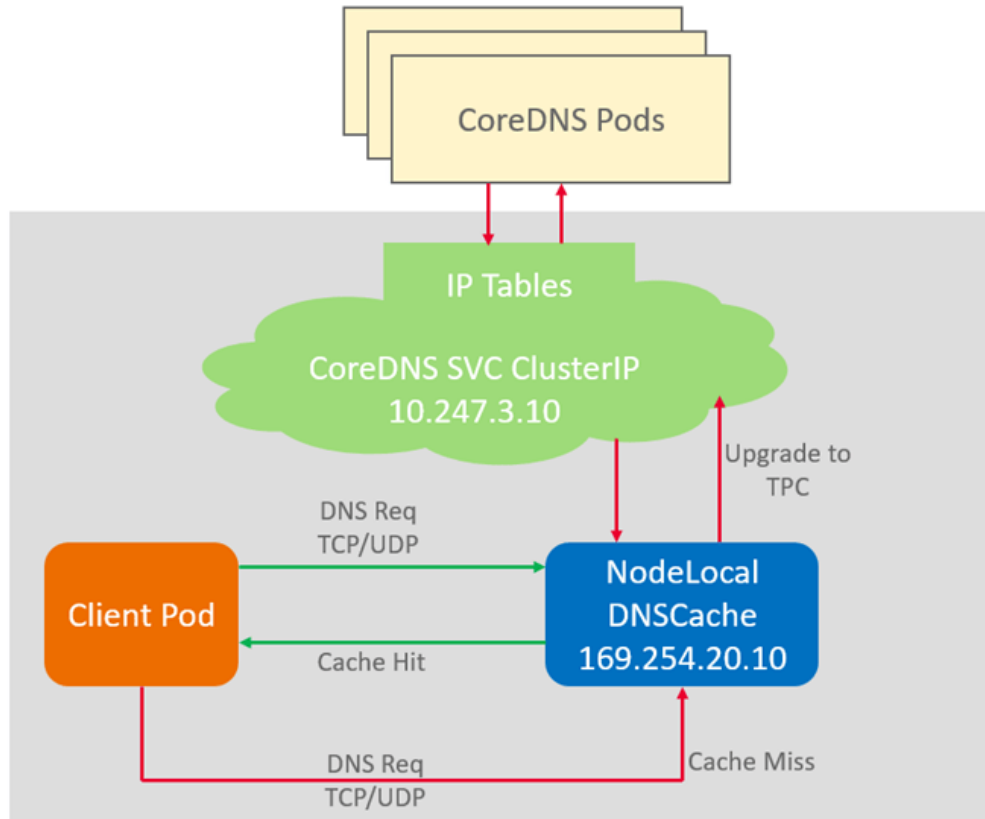 CoreDNS Pods
IP Tables
CoreDNS SVC ClusterIP
10.247.3.10
Upgrade to
TPC
DNS Req
TCP/UDP
Client Pod
NodeLocal
DNSCache
169.254.20.10
Cache Hit
DNS Req
TCP/UDP
Cache Miss